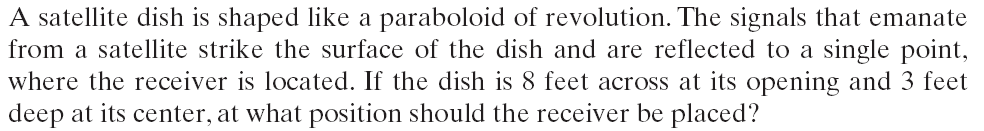 A satellite dish is shaped like a paraboloid of revolution. The signals that emanate
from a satellite strike the surface of the dish and are reflected to a single point,
where the receiver is located. If the dish is 8 feet across at its opening and 3 feet
deep at its center, at what position should the receiver be placed?